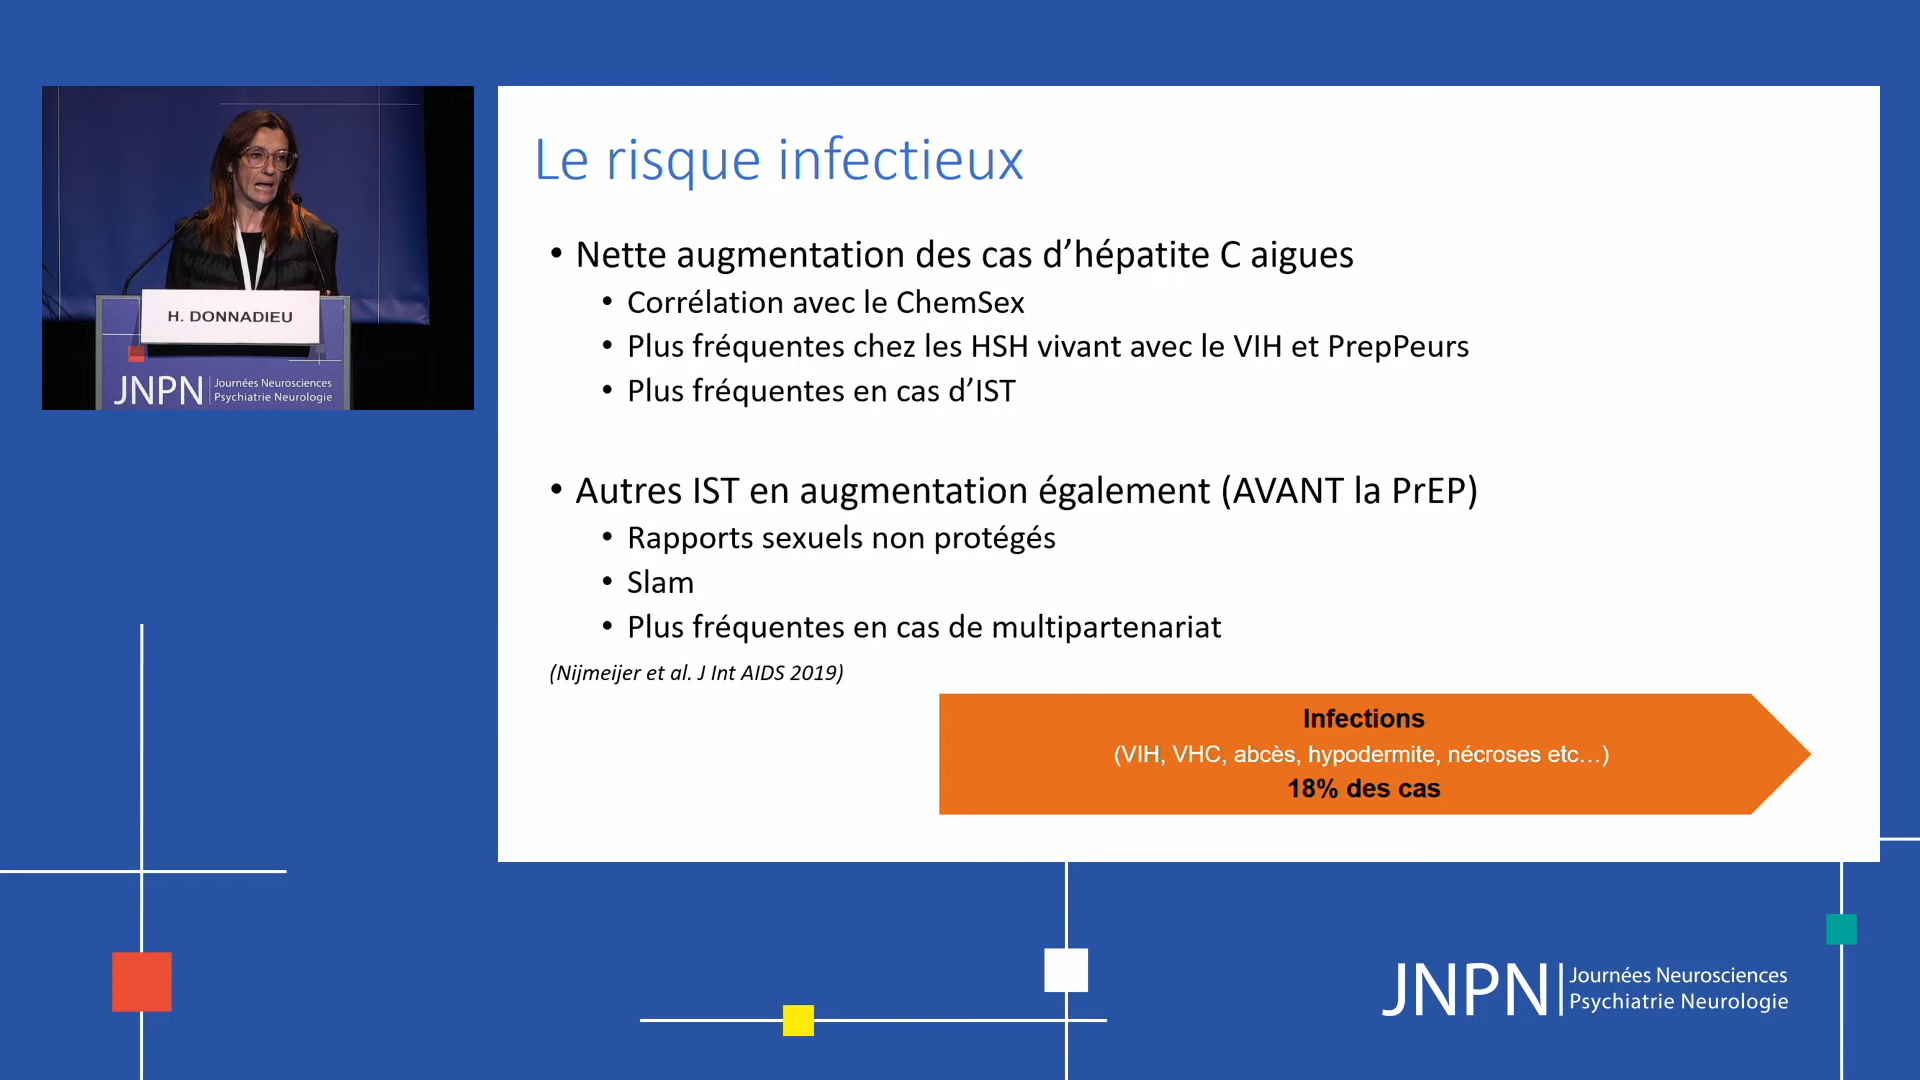 H. DONNADIEU
JNPN Journées Neurosciences
Psychiatrie Neurologie
Le risque infectieux
• Nette augmentation des cas d’hépatite C aigues
• Corrélation avec le ChemSex
• Plus fréquentes chez les HSH vivant avec le VIH et PrepPeurs
• Plus fréquentes en cas d’IST
• Autres IST en augmentation également (AVANT la PrEP)
• Rapports sexuels non protégés
• Slam
• Plus fréquentes en cas de multipartenariat
(Nijmeijer et al. J Int AIDS 2019)
Infections
(VIH, VHC, abcès, hypodermite, nécroses etc…)
18% des cas
JNPN Journées Neurosciences
Psychiatrie Neurologie